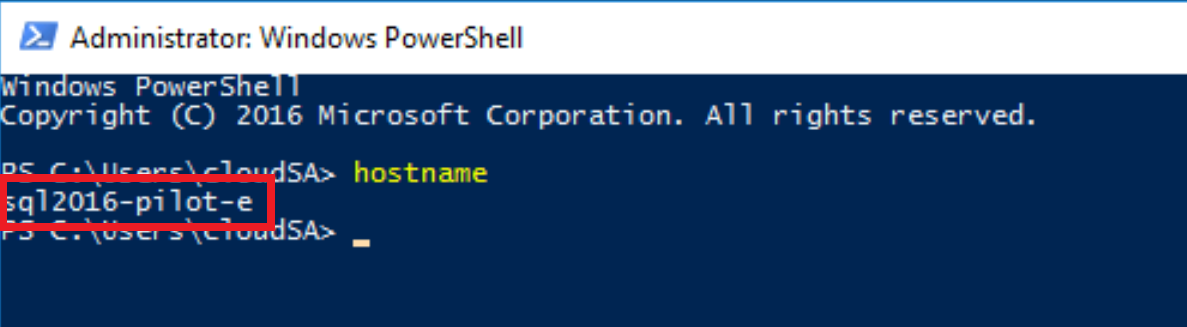 Administrator: Windows PowerShell
Windows PowerShell
Copyright (C) 2016 Microsoft Corporation. All rights reserved.
PS C:\Users\cloudSA> hostname
sql2016-pilot-e
PS C:\Users\cloudSA>